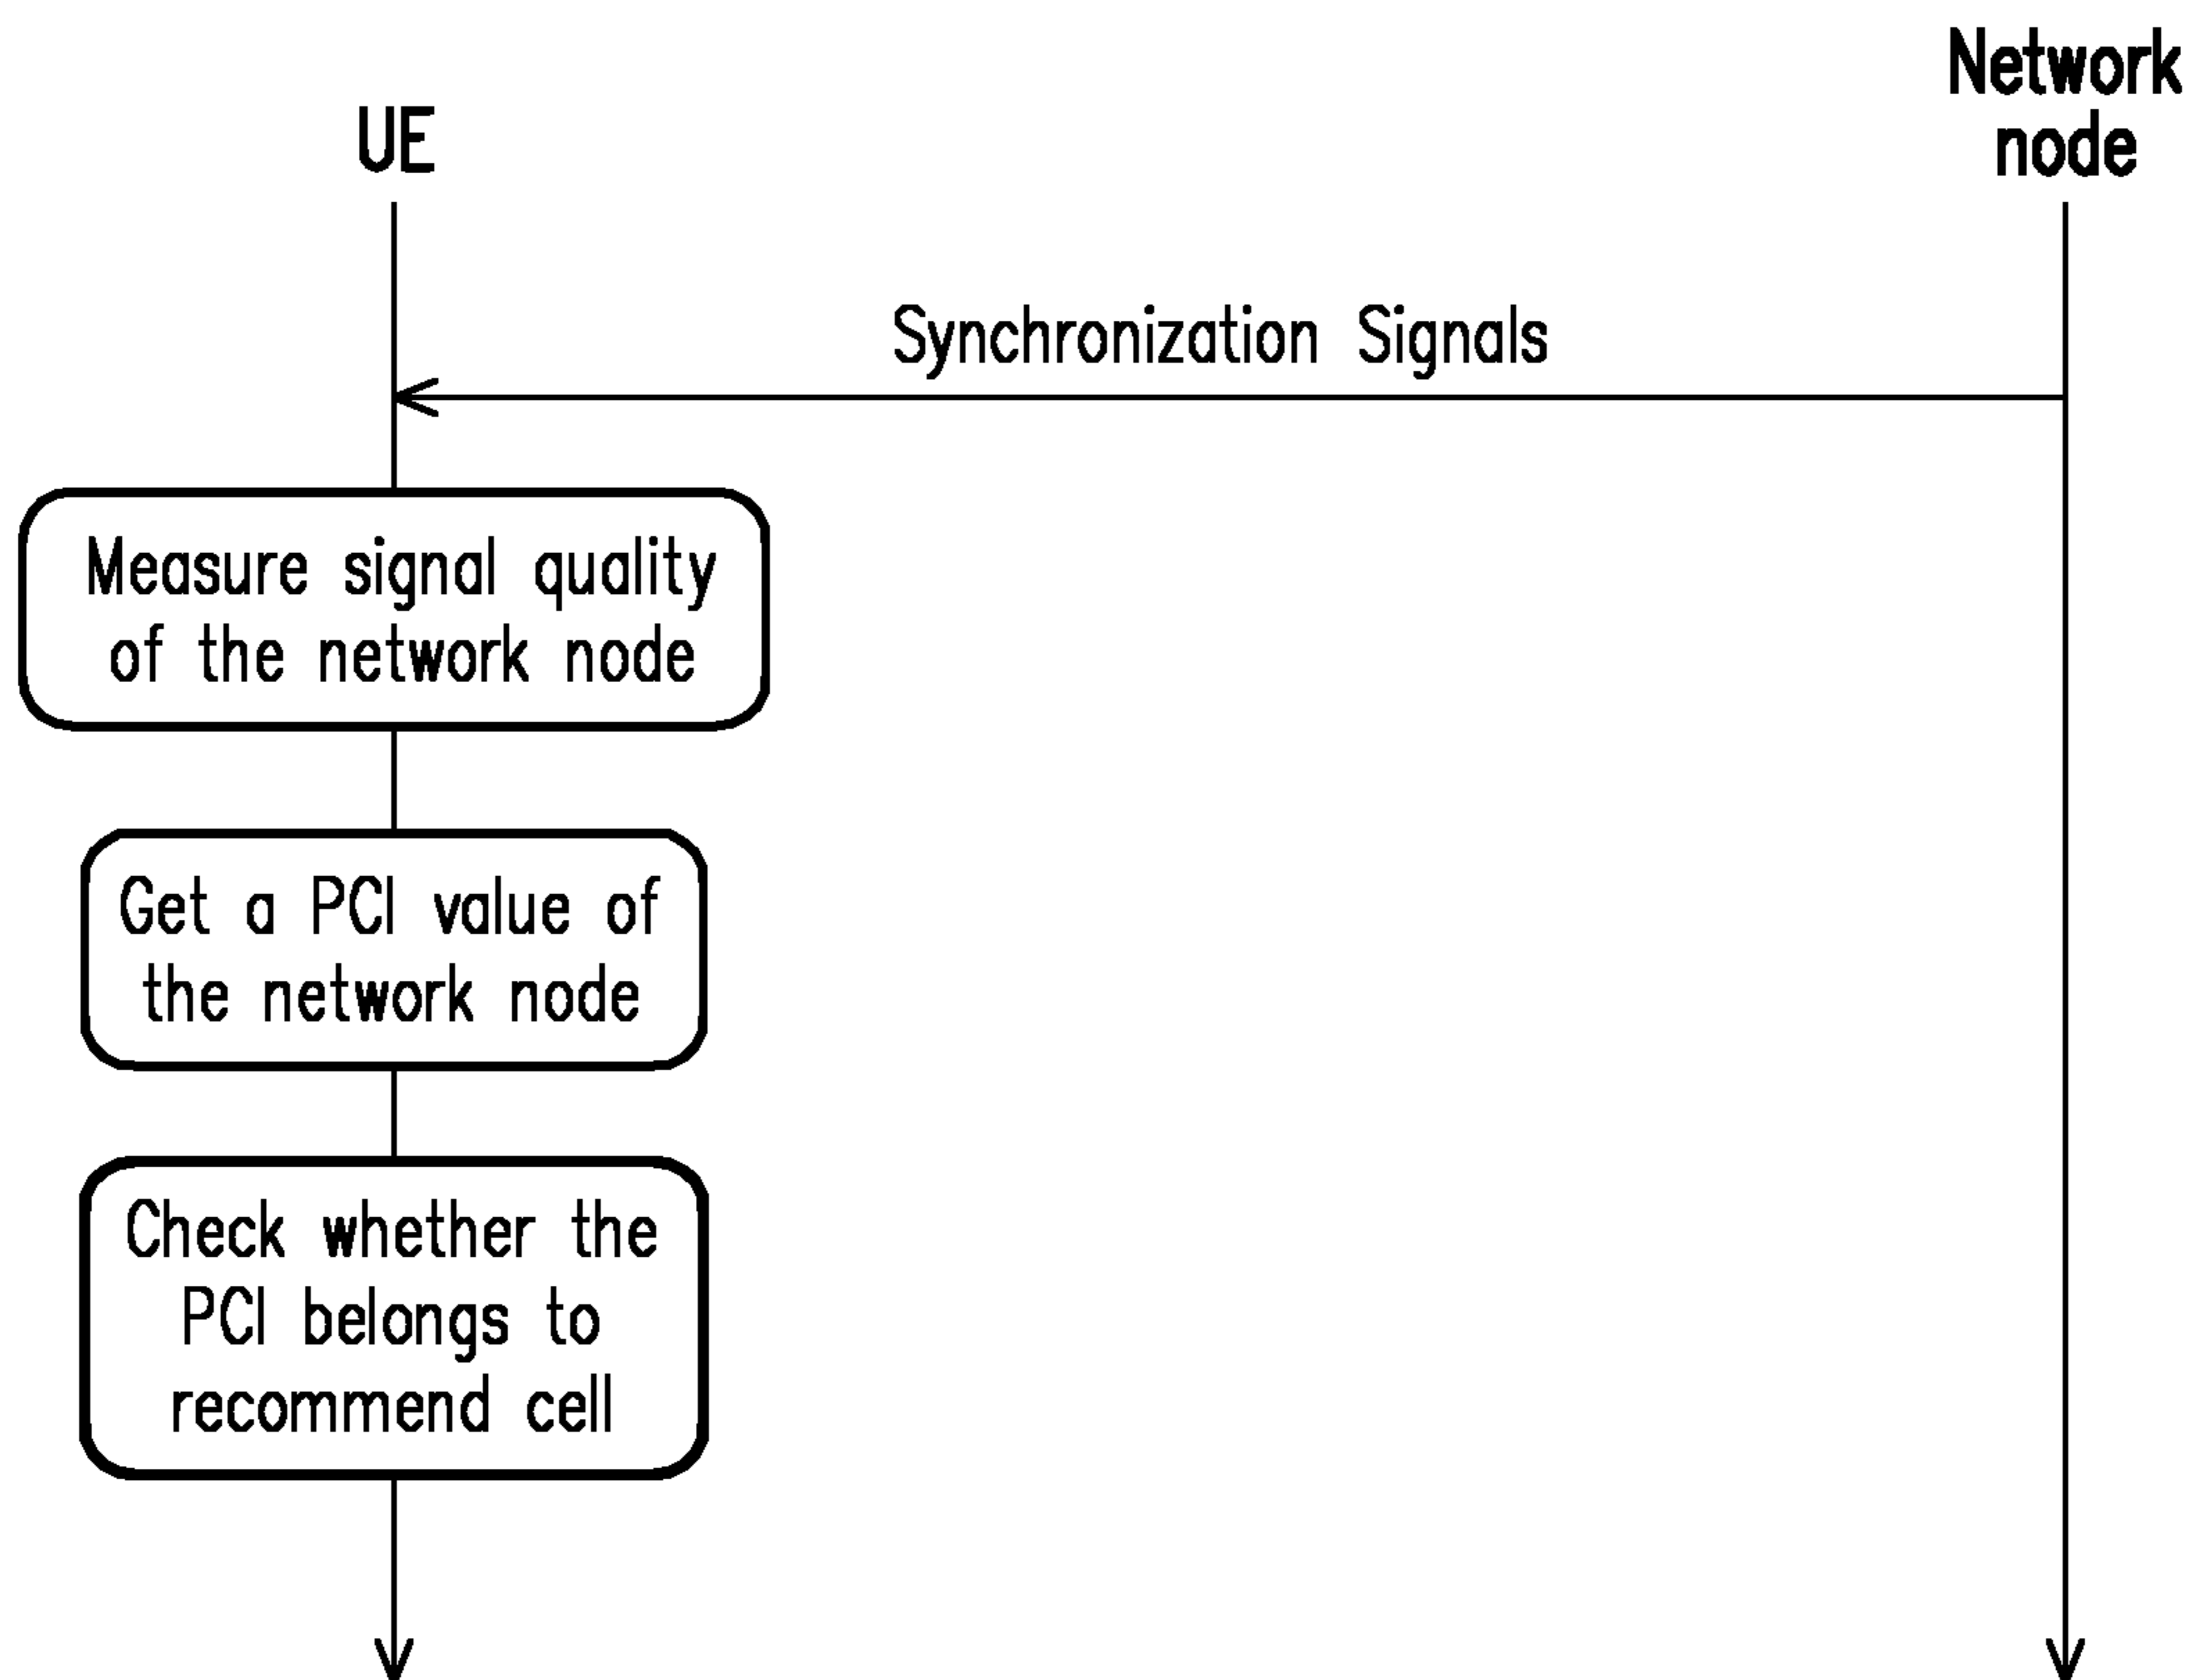 Network
node
UE
Synchronization Signals
Measure signal quality
of the network node
Get a PCI value of
the network node
Check whether the
PCI belongs to
recommend cell